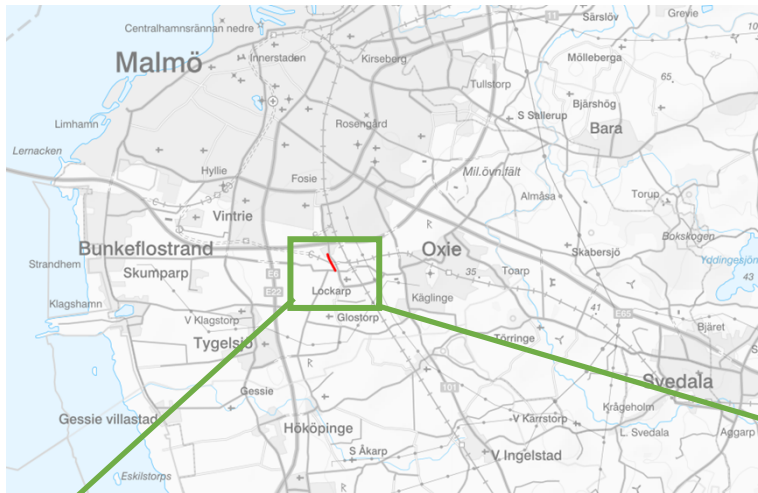 Centralhamnsrännan nedre
Särslöv
Grevie
10
Malmö
Innerstaden
Kirseberg
Mölleberga
65
Tullstorp
Bjärshög
Limhamn
Rosengård
S Sallerup
Bara
Lernacken
Hyllie
Fosie
Mil.övn.fält
Almåsa
Torup
Vintrie
Bokskogen
Bunkeflostrand
Oxie
Skabersjö
Yddingesjön
Strandhem
Skumparp
E6
35
Toarp
43
E22
Lockarp
Käglinge
Klagshamn
41
E65
V Klagstorp
Glostorp
Bjäret
Tygelsjö
Törringe
101
Svedala
Gessie
Krågeholm
Gessie villastad
V Kärrstorp
Hököpinge
L. Svedala
Aggarp
S Åkarp
V Ingelstad
Eskilstorps